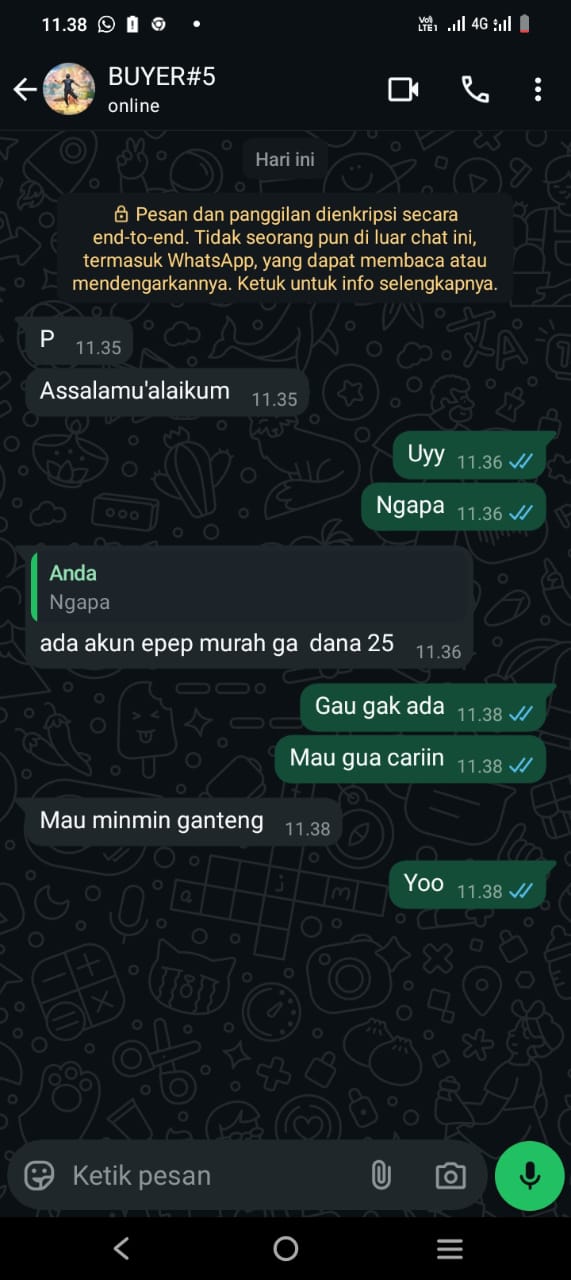 11.38
Vo)
LTE1
4G
BUYER#5
online
Hari ini
Pesan dan panggilan dienkripsi secara
end-to-end. Tidak seorang pun di luar chat ini,
termasuk WhatsApp, yang dapat membaca atau
mendengarkannya. Ketuk untuk info selengkapnya.
P 11.35
Assalamu'alaikum 11.35
Uyy 11.36
Ngapa 11.36
Anda
Ngapa
ada akun epep murah ga dana 25 11.36
Gau gak ada 11.38
Mau gua cariin 11.38
Mau minmin ganteng 11.38
Yoo 11.38
Ketik pesan